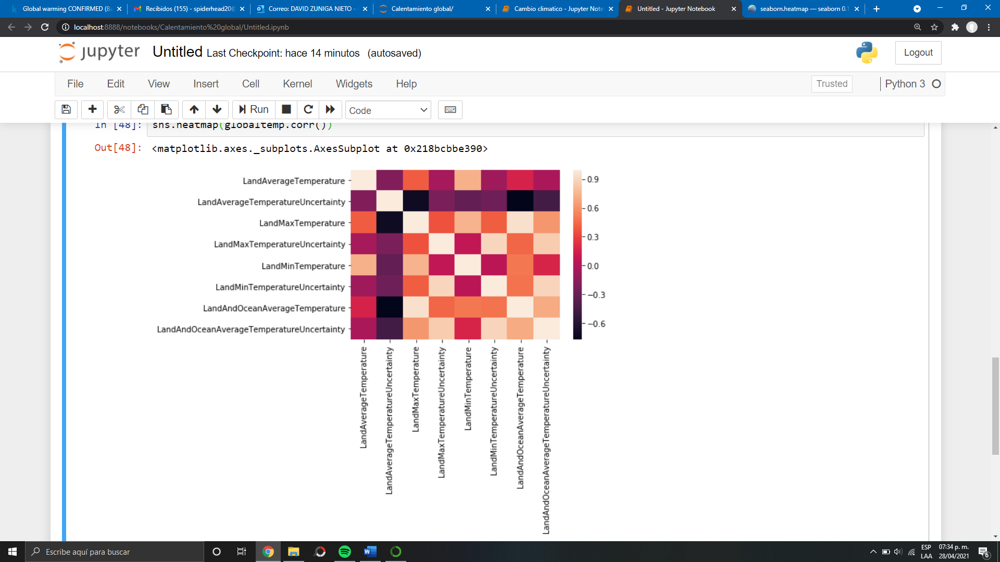 Global warming CONFIRMED (Ba
Recibidos (155) - spiderhead20@
Correo: DAVID ZUNIGA NIETO -
Calentamiento global/
Cambio climatico - Jupyter Note
Untitled - Jupyter Notebook
seaborn.heatmap — seaborn 0.1
localhost:8888/notebooks/Calentamiento%20global/Untitled.ipynb
jupyter Untitled Last Checkpoint: hace 14 minutos (autosaved)
Logout
File Edit View Insert Cell Kernel Widgets Help
Trusted
Python 3
Run
Code
In [48]: sns.heatmap(globaltemp.corr())
Out[48]: <matplotlib.axes._subplots.AxesSubplot at 0x218bcbbe390>
LandAverageTemperature
LandAverageTemperatureUncertainty
LandMaxTemperature
LandMaxTemperatureUncertainty
LandMinTemperature
LandMinTemperatureUncertainty
LandAndOceanAverageTemperature
LandAndOceanAverageTemperatureUncertainty
0.9
0.6
0.3
0.0
−0.3
−0.6
LandAverageTemperature
LandAverageTemperatureUncertainty
LandMaxTemperature
LandMaxTemperatureUncertainty
LandMinTemperature
LandMinTemperatureUncertainty
LandAndOceanAverageTemperature
LandAndOceanAverageTemperatureUncertainty
Escribe aquí para buscar
ESP
LAA
07:34 p. m.
28/04/2021
6